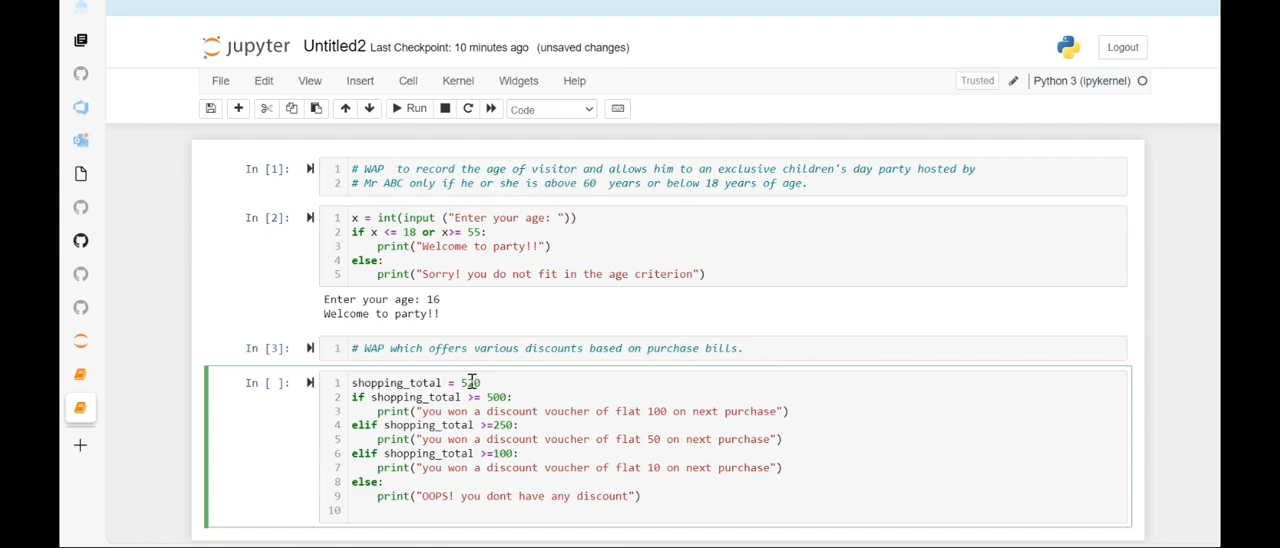 jupyter Untitled2 Last Checkpoint: 10 minutes ago (unsaved changes) Logout
File Edit View Insert Cell Kernel Widgets Help Trusted Python 3 (ipykernel)
Run Code
In [1]: 1 # WAP to record the age of visitor and allows him to an exclusive children's day party hosted by
2 # Mr ABC only if he or she is above 60 years or below 18 years of age.
In [2]: 1 x = int(input ("Enter your age: "))
2 if x <= 18 or x>= 55:
3 print("Welcome to party!!")
4 else:
5 print("Sorry! you do not fit in the age criterion")
Enter your age: 16
Welcome to party!!
In [3]: 1 # WAP which offers various discounts based on purchase bills.
In [ ]: 1 shopping_total = 520
2 if shopping_total >= 500:
3 print("you won a discount voucher of flat 100 on next purchase")
4 elif shopping_total >=250:
5 print("you won a discount voucher of flat 50 on next purchase")
6 elif shopping_total >=100:
7 print("you won a discount voucher of flat 10 on next purchase")
8 else:
9 print("OOPS! you dont have any discount")
10